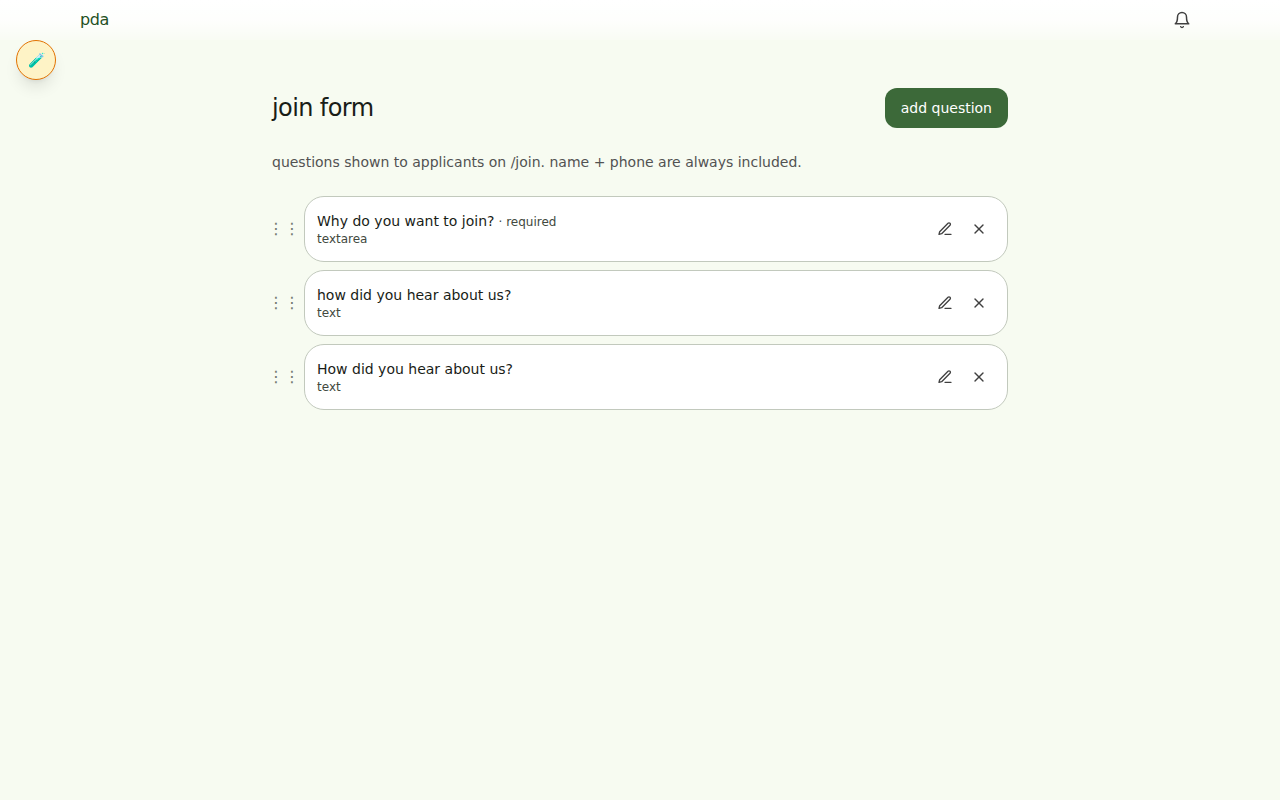 pda
join form
add question
questions shown to applicants on /join. name + phone are always included.
Why do you want to join? · required
textarea
how did you hear about us?
text
How did you hear about us?
text